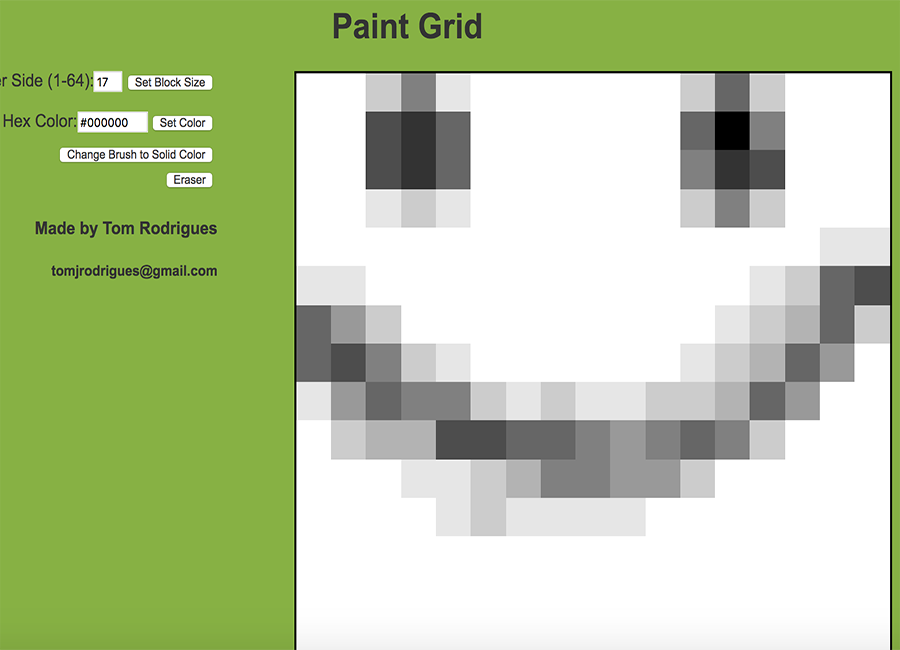 Paint Grid
er Side (1-64): 17 Set Block Size
Hex Color: #000000 Set Color
Change Brush to Solid Color
Eraser
Made by Tom Rodrigues
tomjrodrigues@gmail.com